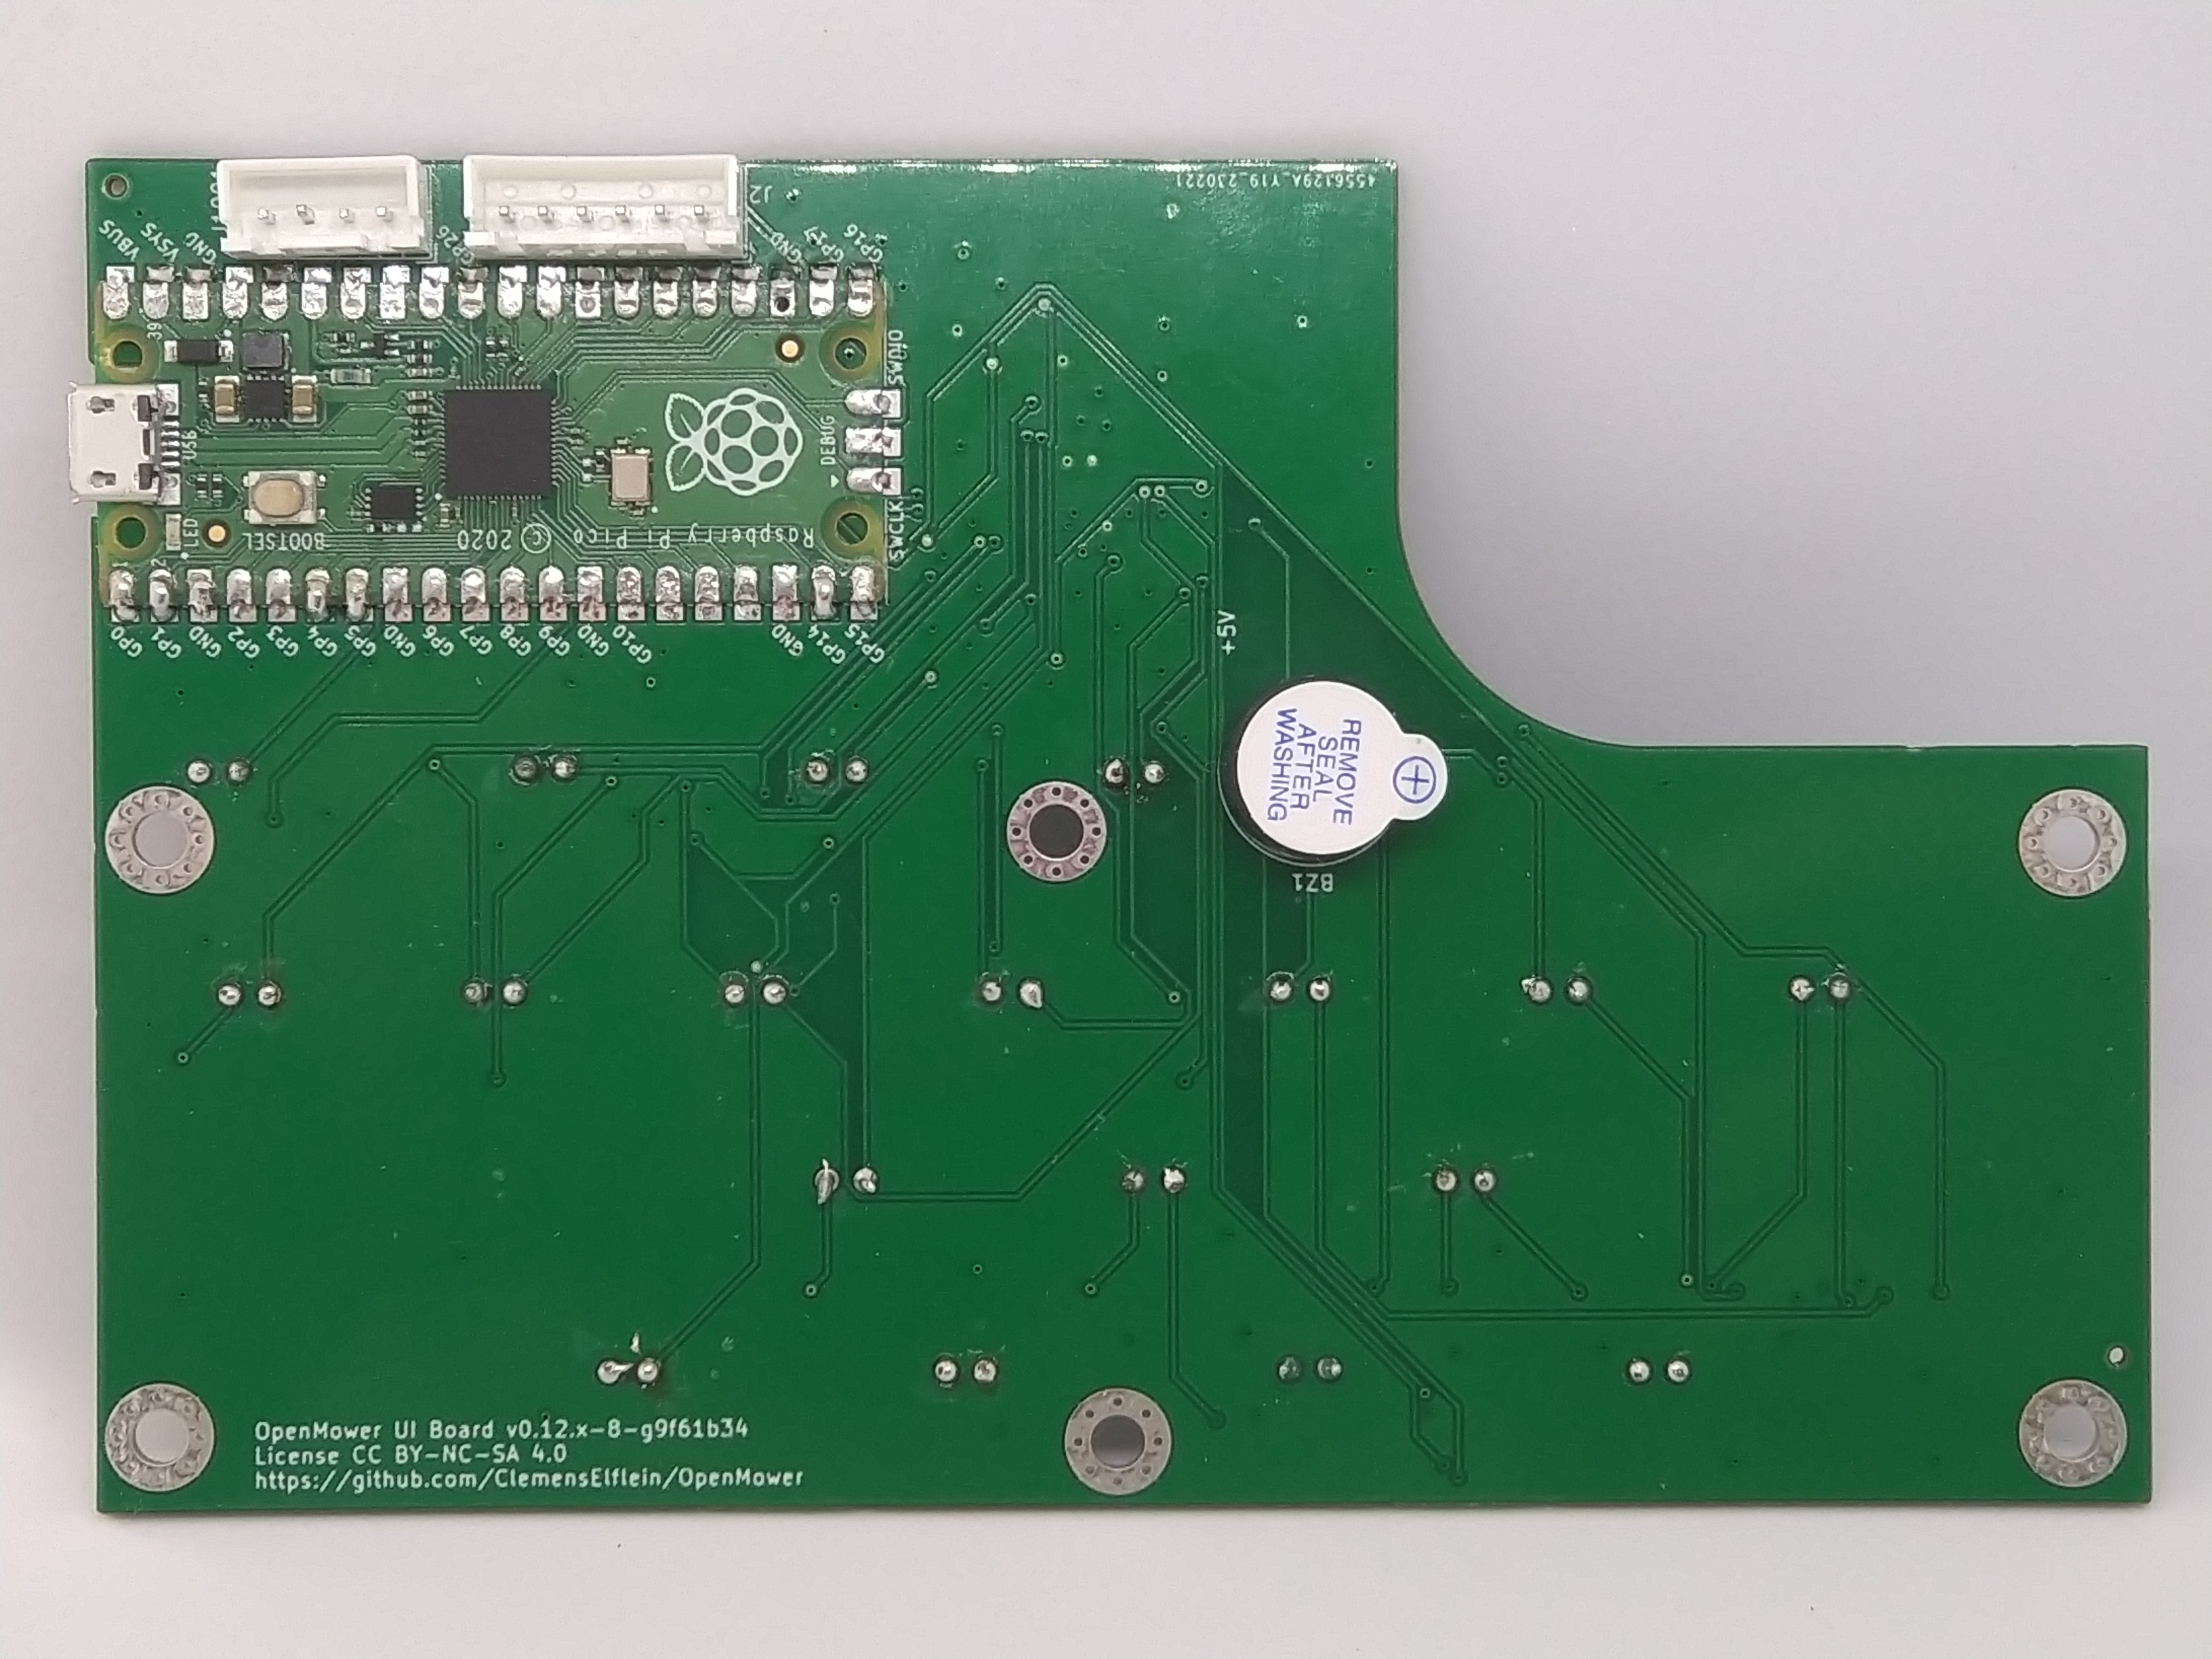 4556129A_Y19_230221
J2
VBUS
VSYS
GND
GP26
GND
GP17
GP16
39
SWDIO
DEBUG
SWCLK
USB
LED
BOOTSEL
Raspberry Pi Pico © 2020
1
2
GP0
GP1
GND
GP2
GP3
GP4
GP5
GND
GP6
GP7
GP8
GP9
GND
GP10
GND
GP14
GP15
+5V
REMOVE
SEAL
AFTER
WASHING
+
BZ1
OpenMower UI Board v0.12.x-8-g9f61b34
License CC BY-NC-SA 4.0
https://github.com/ClemensElflein/OpenMower